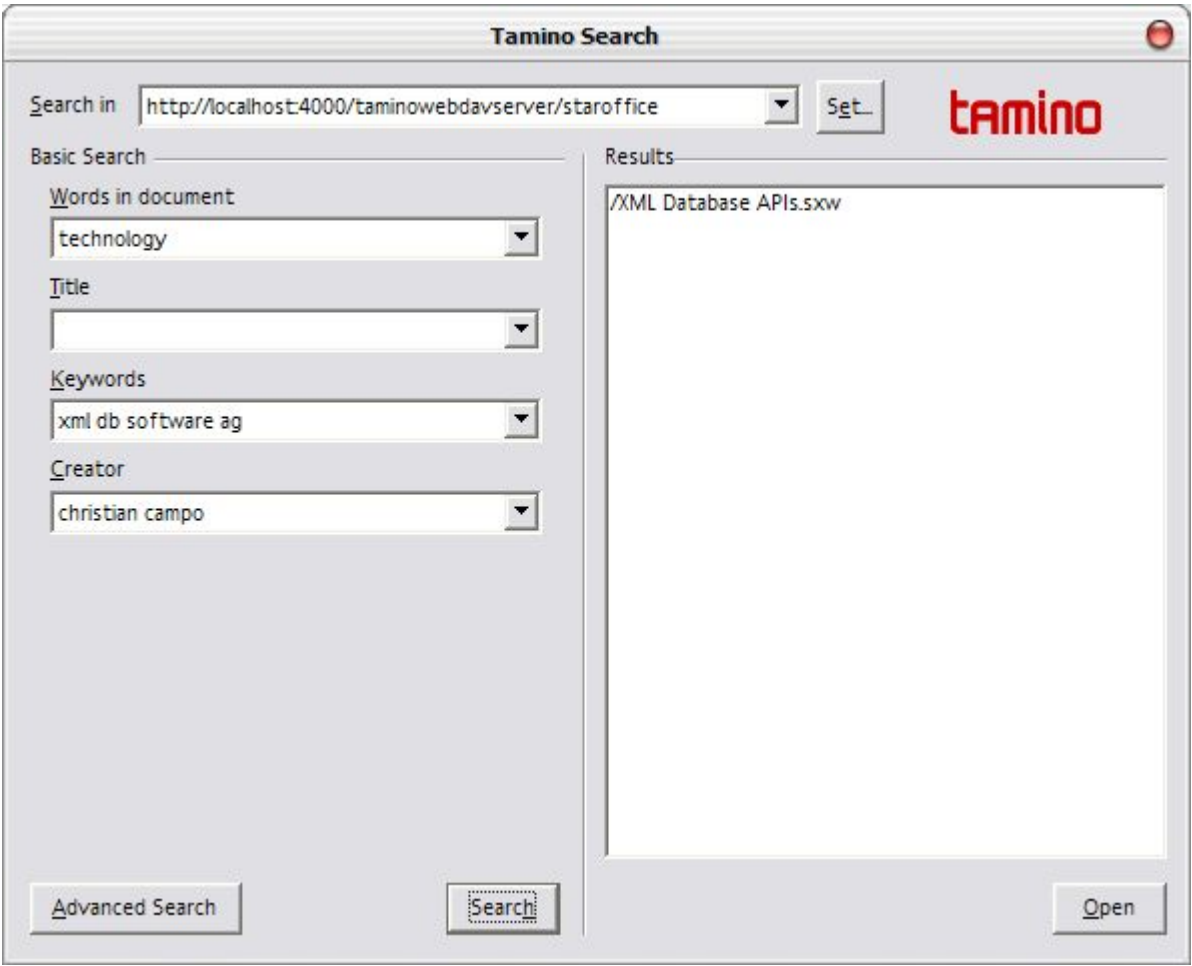 Tamino Search
Search in
http://localhost:4000/taminowebdavserver/staroffice
Set...
tamino
Basic Search
Words in document
technology
Title
Keywords
xml db software ag
Creator
christian campo
Advanced Search
Search
Results
/XML Database APIs.sxw
Open